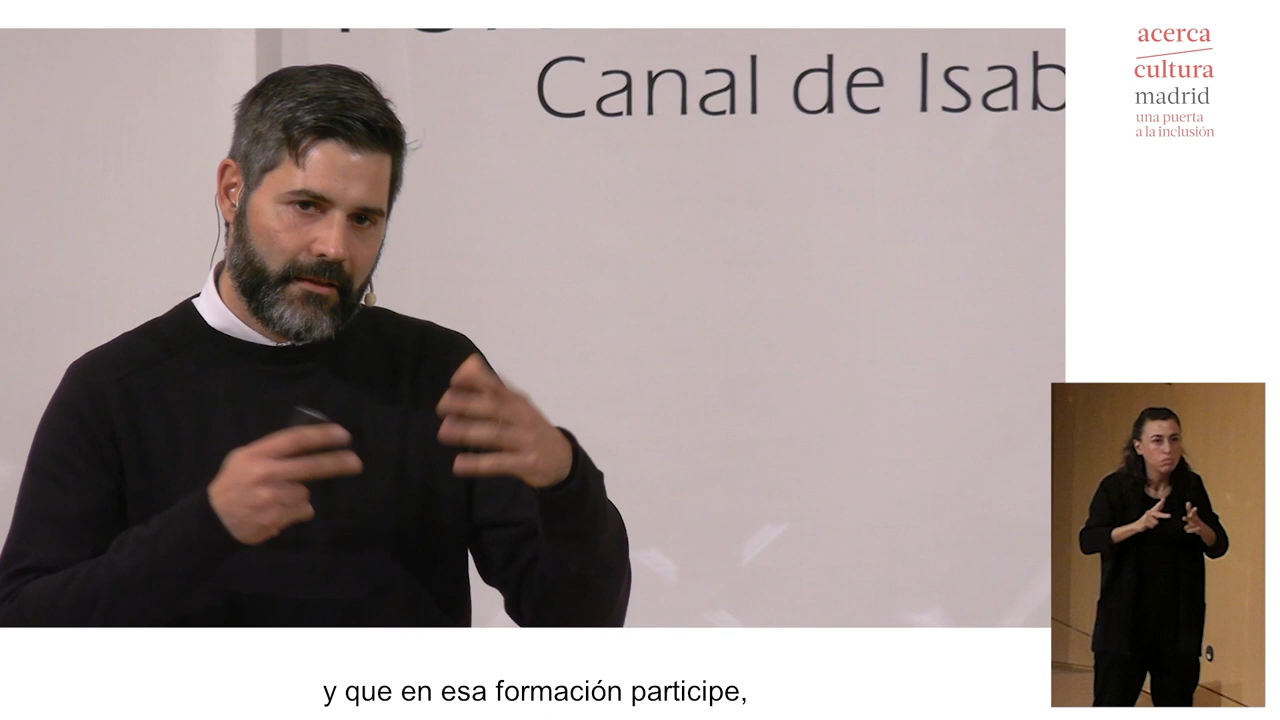 Canal de Isab
acerca
cultura
madrid
una puerta
a la inclusión
y que en esa formación participe,